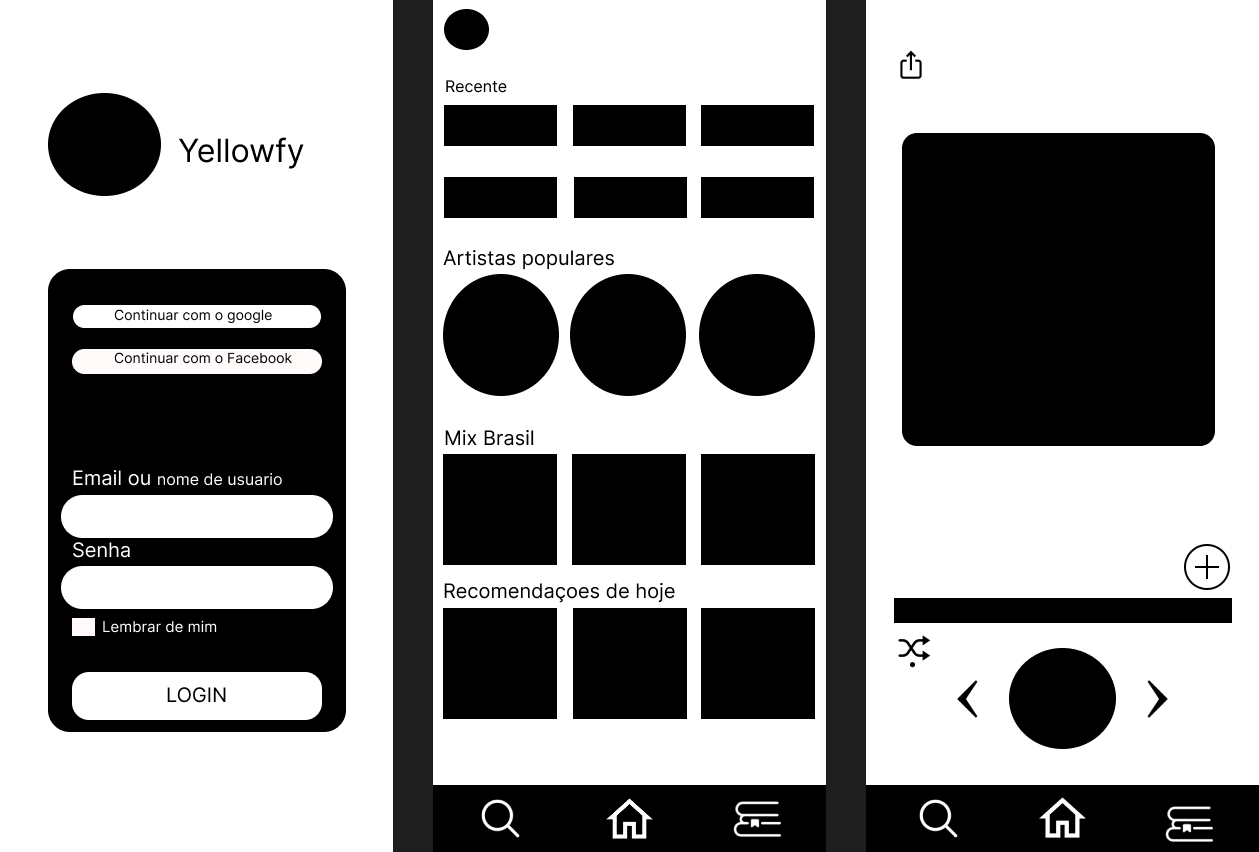 Yellowfy
Continuar com o google
Continuar com o Facebook
Email ou nome de usuario
Senha
Lembrar de mim
LOGIN
Recente
Artistas populares
Mix Brasil
Recomendaçoes de hoje